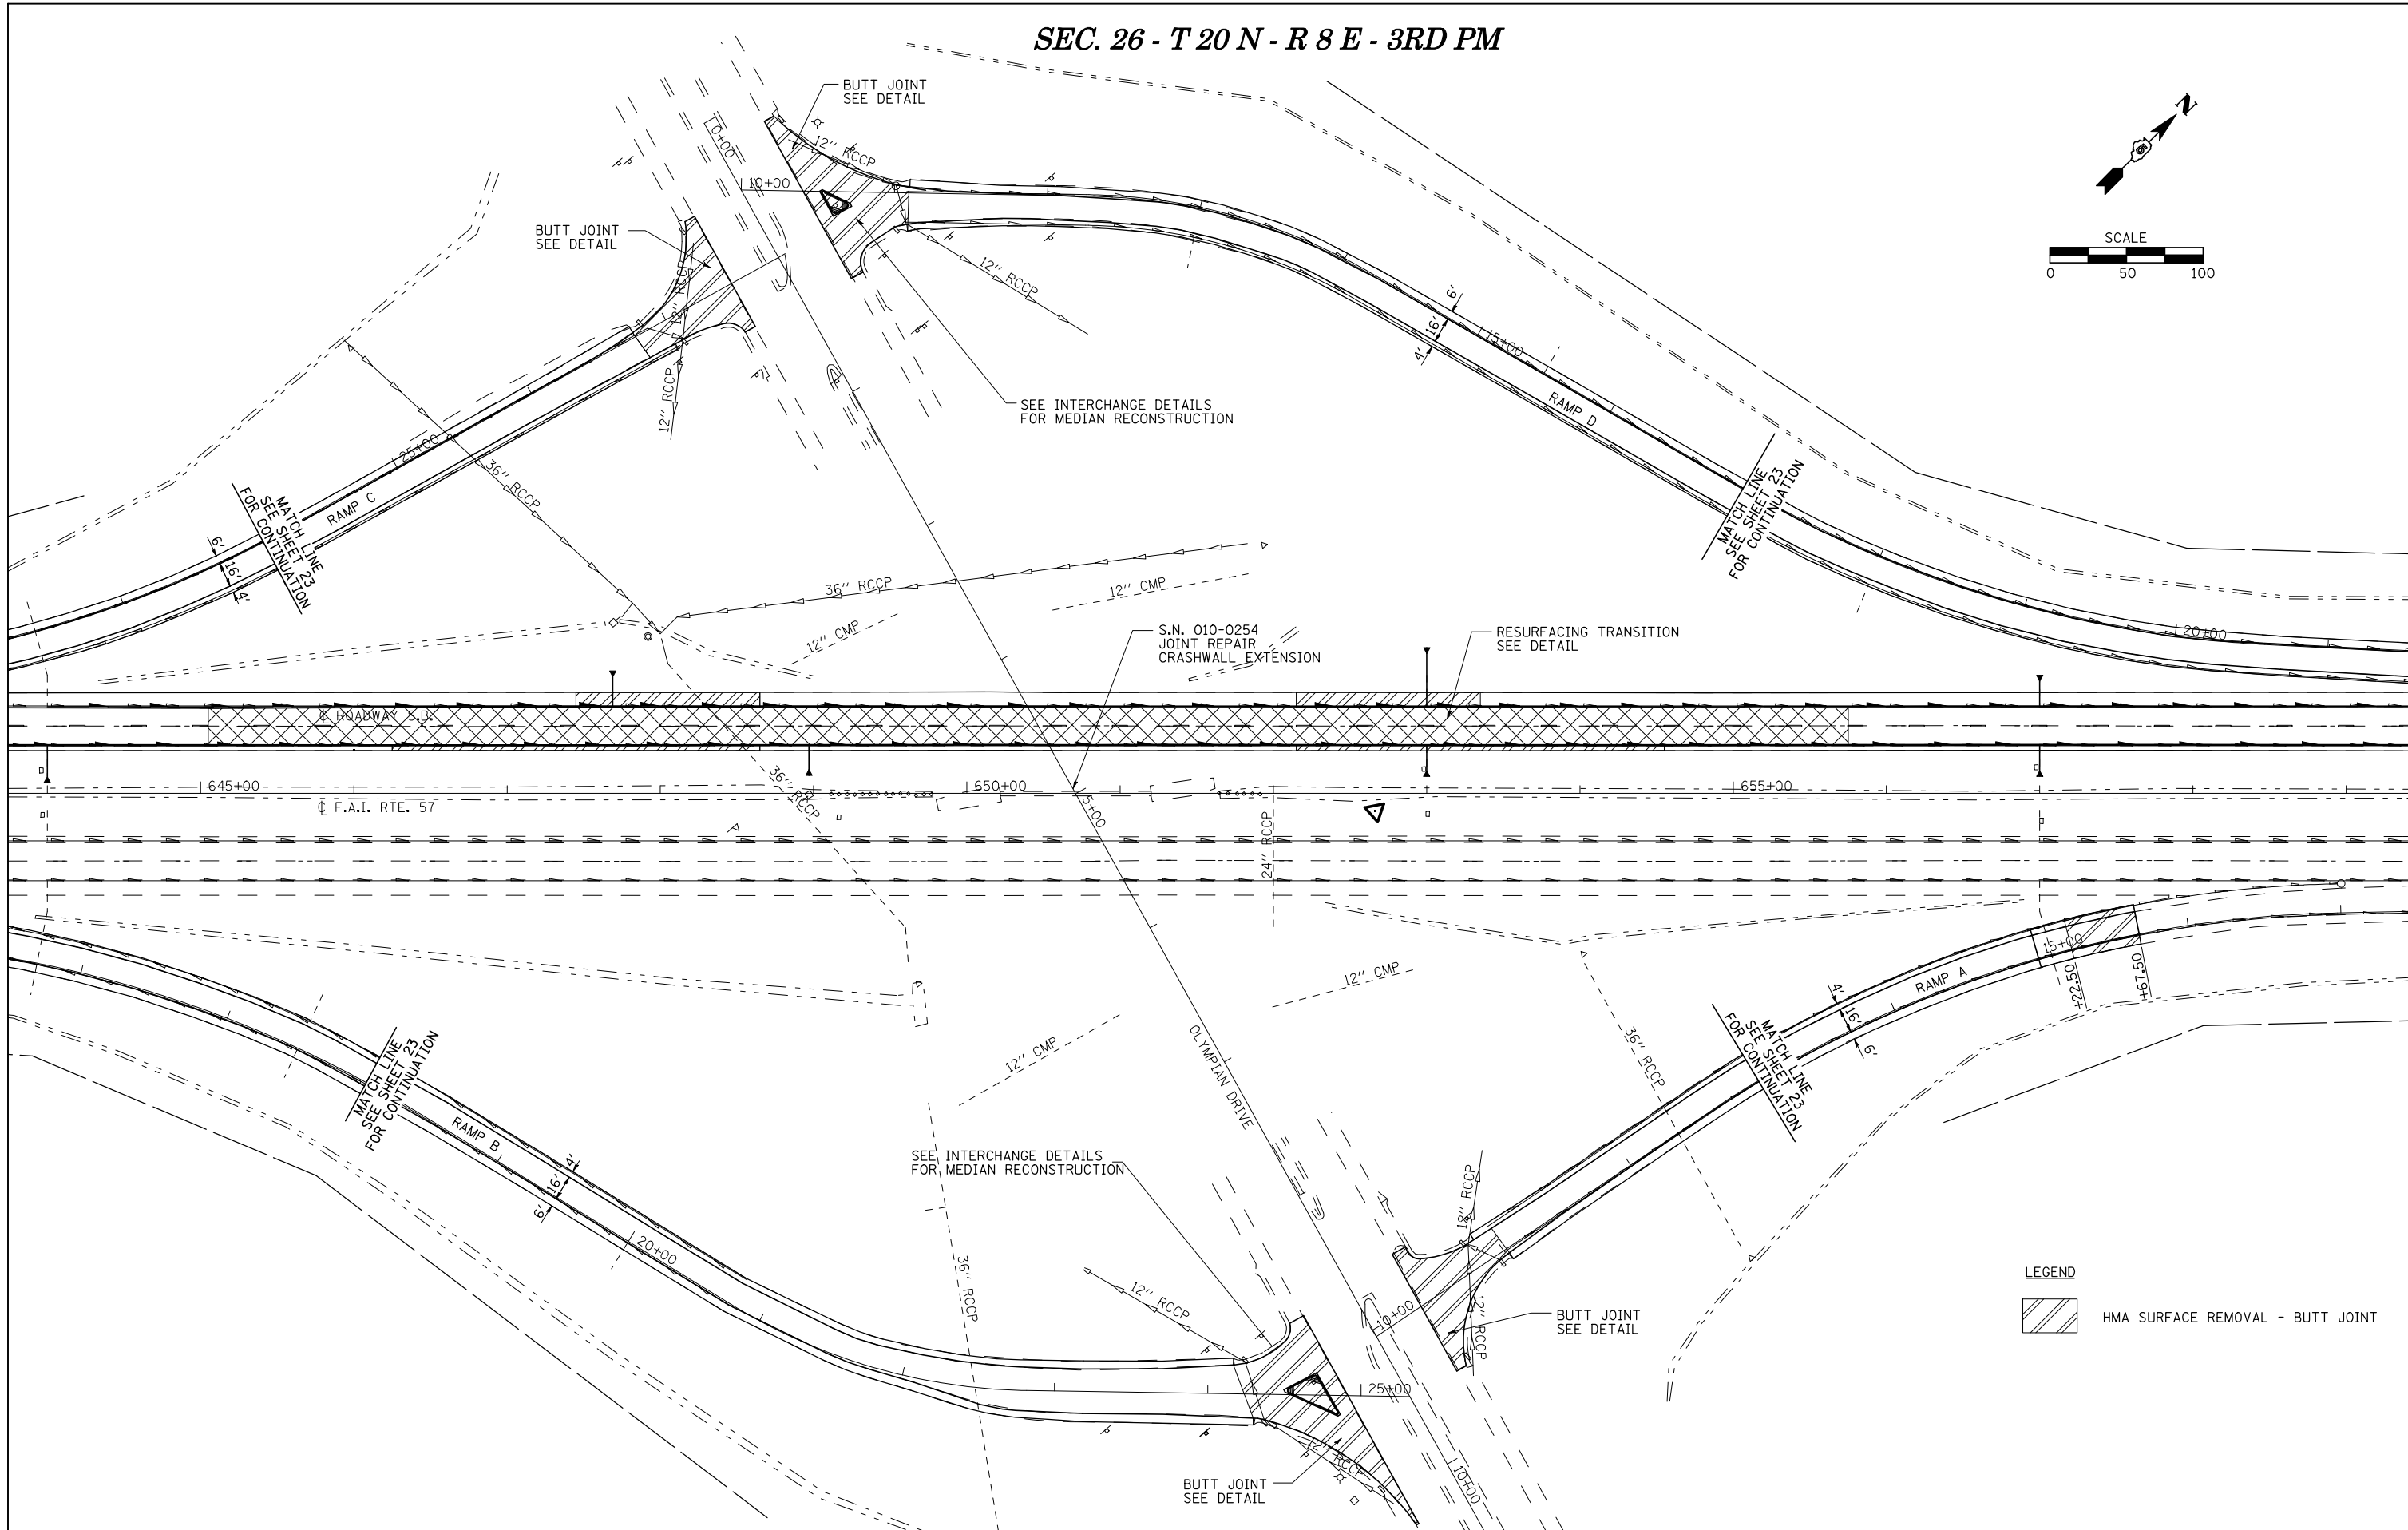 SEC. 26 - T 20 N - R 8 E - 3RD PM
N
SCALE
0 50 100
BUTT JOINT
SEE DETAIL
12'' RCCP
0+00
10+00
BUTT JOINT
SEE DETAIL
12'' RCCP
12'' RCCP
12'' RCCP
SEE INTERCHANGE DETAILS
FOR MEDIAN RECONSTRUCTION
6'
16'
4'
15+00
RAMP D
MATCH LINE
SEE SHEET 23
FOR CONTINUATION
20+00
25+00
RAMP C
36'' RCCP
MATCH LINE
SEE SHEET 23
FOR CONTINUATION
6'
16'
4'
36'' RCCP
12'' CMP
12'' CMP
S.N. 010-0254
JOINT REPAIR
CRASHWALL EXTENSION
RESURFACING TRANSITION
SEE DETAIL
℄ ROADWAY S.B.
645+00
650+00
655+00
℄ F.A.I. RTE. 57
36'' RCCP
5+00
24'' RCCP
12'' CMP
12'' CMP
OLYMPIAN DRIVE
15+00
+22.50
+67.50
RAMP A
4'
16'
6'
MATCH LINE
SEE SHEET 23
FOR CONTINUATION
36'' RCCP
MATCH LINE
SEE SHEET 23
FOR CONTINUATION
RAMP B
4'
16'
6'
20+00
36'' RCCP
SEE INTERCHANGE DETAILS
FOR MEDIAN RECONSTRUCTION
12'' RCCP
18'' RCCP
12'' RCCP
10+00
BUTT JOINT
SEE DETAIL
25+00
12'' RCCP
10+00
BUTT JOINT
SEE DETAIL
LEGEND
HMA SURFACE REMOVAL - BUTT JOINT